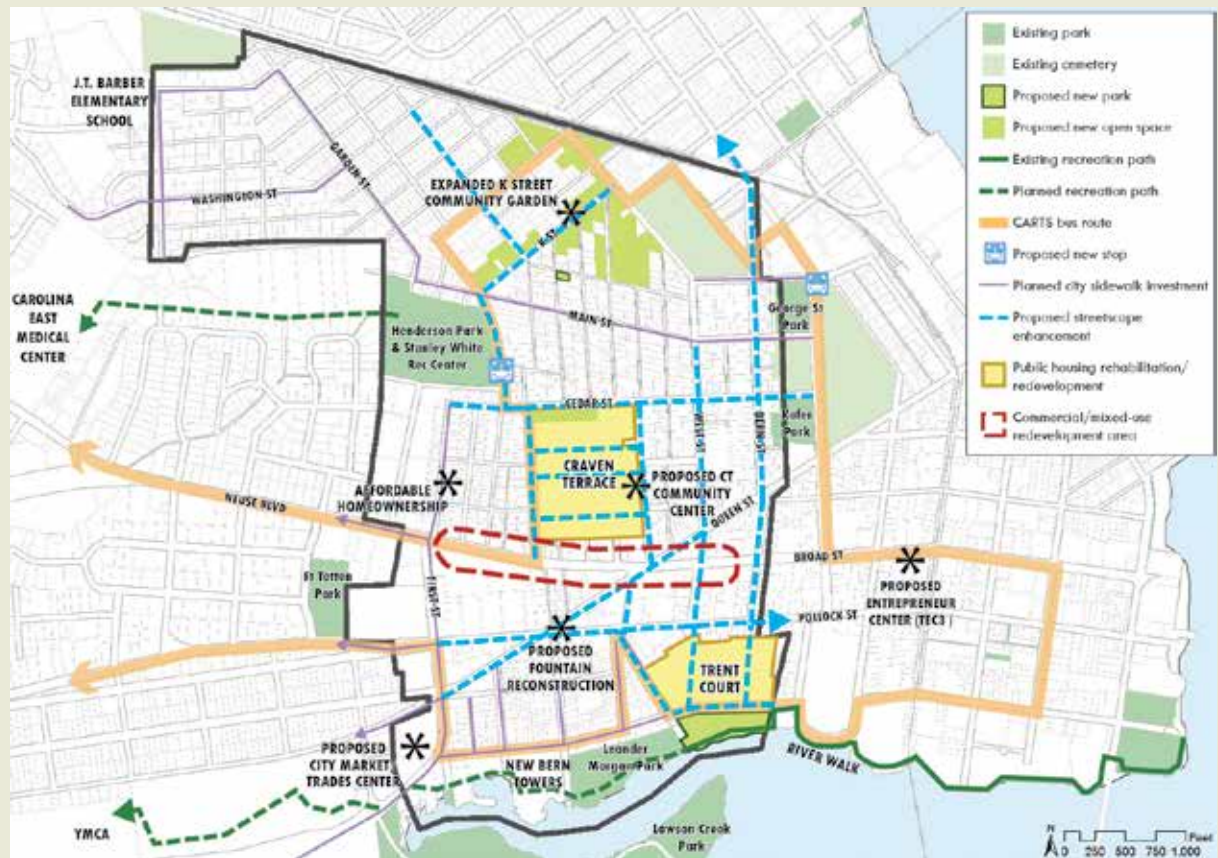 J.T. BARBER
ELEMENTARY
SCHOOL
GARDEN ST
WASHINGTON ST
EXPANDED K STREET
COMMUNITY GARDEN
K ST
CAROLINA
EAST
MEDICAL
CENTER
MAIN ST
Henderson Park
& Stanley White
Rec Center
George St
Park
CEDAR ST
Kafer
Park
WEST ST
BERN ST
CRAVEN
TERRACE
PROPOSED CT
COMMUNITY
CENTER
AFFORDABLE
HOMEOWNERSHIP
NEUSE BLVD
QUEEN ST
BROAD ST
PROPOSED
ENTREPRENEUR
CENTER (TEC3)
FIRST ST
Ft Totten
Park
POLLOCK ST
PROPOSED
FOUNTAIN
RECONSTRUCTION
TRENT
COURT
PROPOSED
CITY MARKET
TRADES CENTER
NEW BERN
TOWERS
Leander
Morgan Park
RIVER WALK
YMCA
Lawson Creek
Park
Existing park
Existing cemetery
Proposed new park
Proposed new open space
Existing recreation path
Planned recreation path
CARTS bus route
Proposed new stop
Planned city sidewalk investment
Proposed streetscape
enhancement
Public housing rehabilitation/
redevelopment
Commercial/mixed-use
redevelopment area
N
0 250 500 750 1,000 Feet